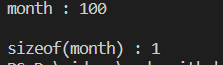 month : 100
sizeof(month) : 1